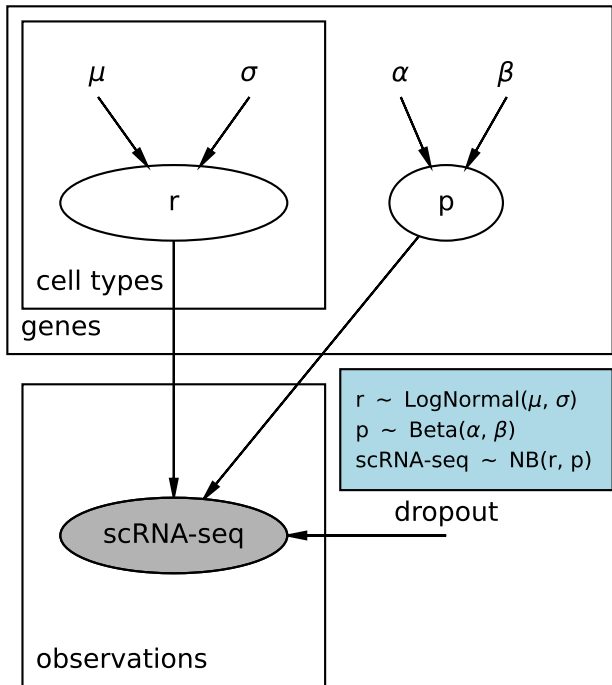 μ σ α β
r p
cell types
genes
r ~ LogNormal(μ, σ)
p ~ Beta(α, β)
scRNA-seq ~ NB(r, p)
dropout
scRNA-seq
observations